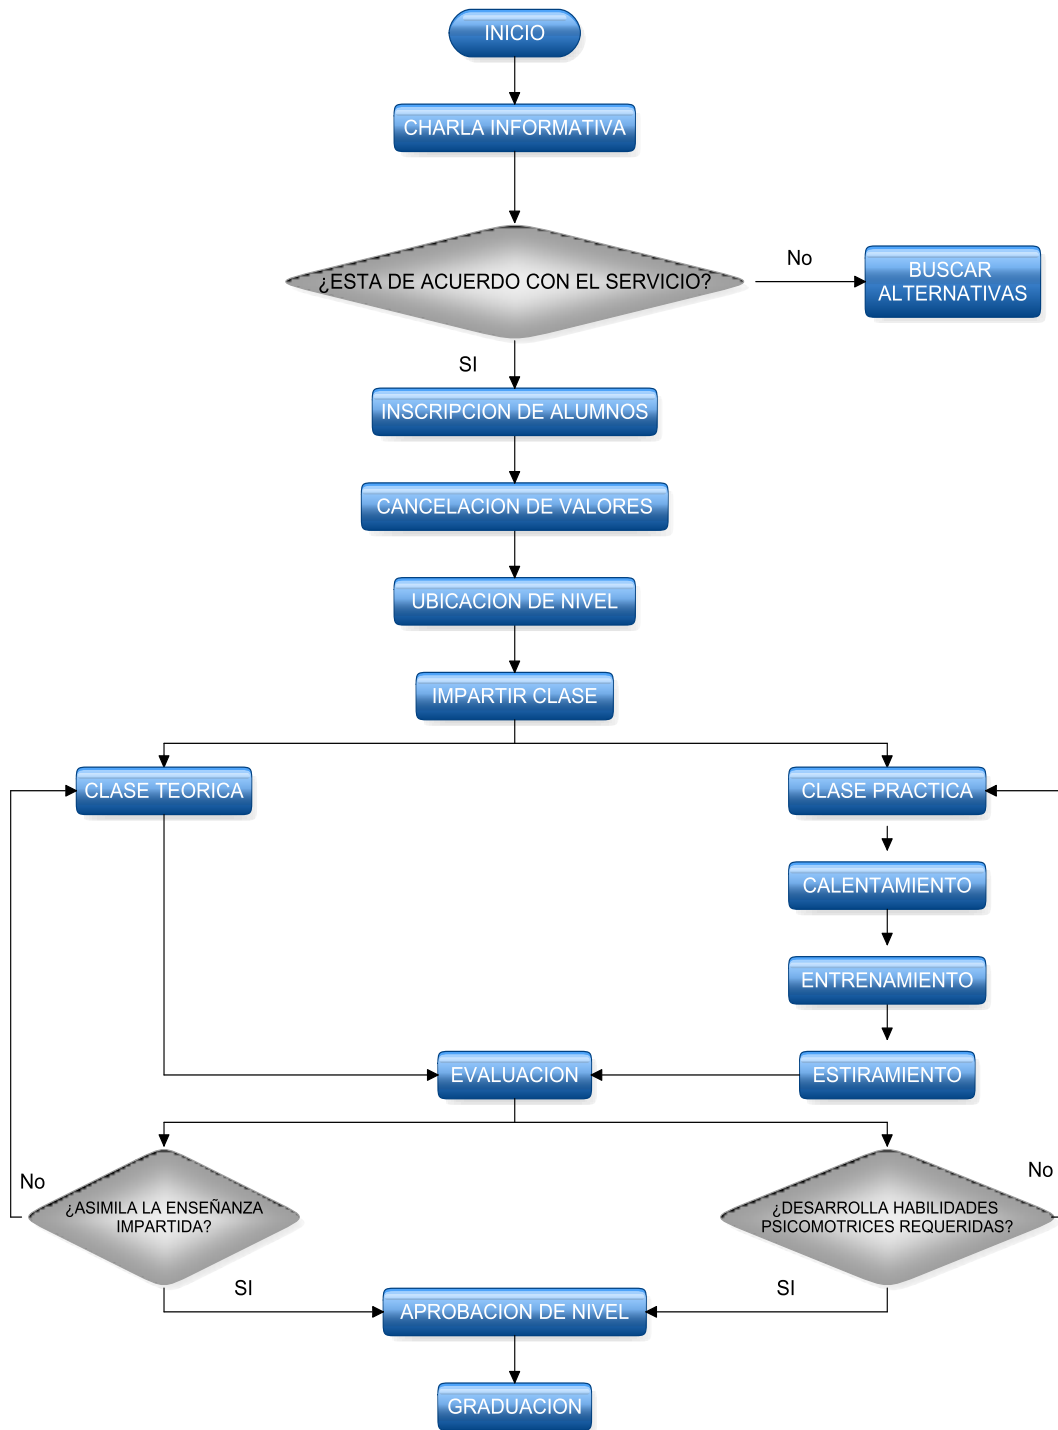 INICIO
CHARLA INFORMATIVA
¿ESTA DE ACUERDO CON EL SERVICIO?
No
BUSCAR
ALTERNATIVAS
SI
INSCRIPCION DE ALUMNOS
CANCELACION DE VALORES
UBICACION DE NIVEL
IMPARTIR CLASE
CLASE TEORICA
CLASE PRACTICA
CALENTAMIENTO
ENTRENAMIENTO
EVALUACION
ESTIRAMIENTO
No
¿ASIMILA LA ENSEÑANZA
IMPARTIDA?
¿DESARROLLA HABILIDADES
PSICOMOTRICES REQUERIDAS?
No
SI
SI
APROBACION DE NIVEL
GRADUACION